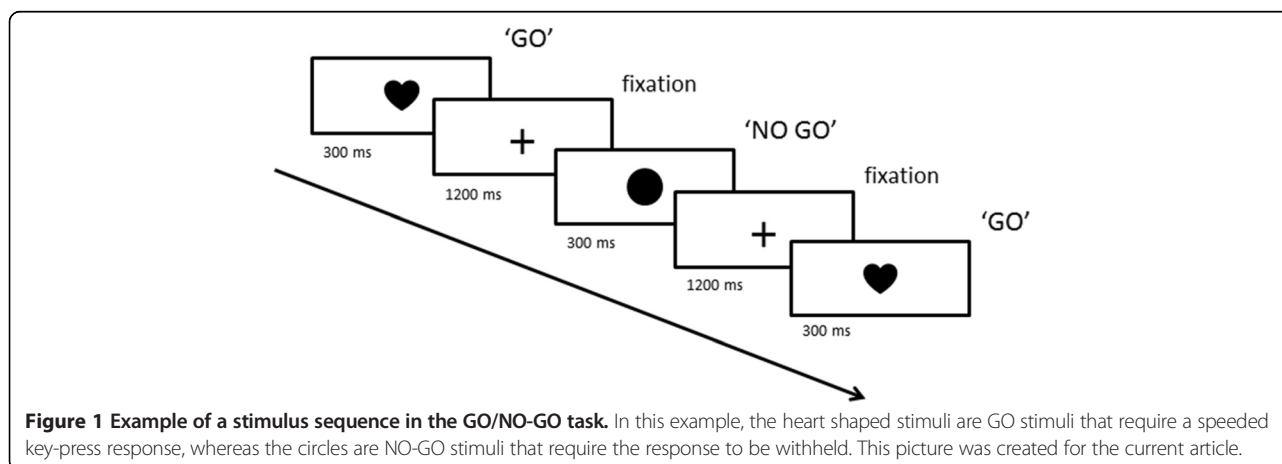 ‘GO’
300 ms
fixation
1200 ms
‘NO GO’
300 ms
fixation
1200 ms
‘GO’
300 ms
Figure 1 Example of a stimulus sequence in the GO/NO-GO task. In this example, the heart shaped stimuli are GO stimuli that require a speeded
key-press response, whereas the circles are NO-GO stimuli that require the response to be withheld. This picture was created for the current article.